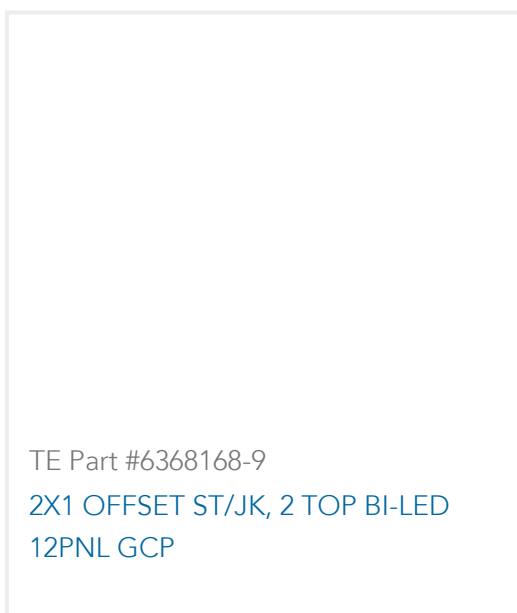 TE Part #6368168-9
2X1 OFFSET ST/JK, 2 TOP BI-LED
12PNL GCP